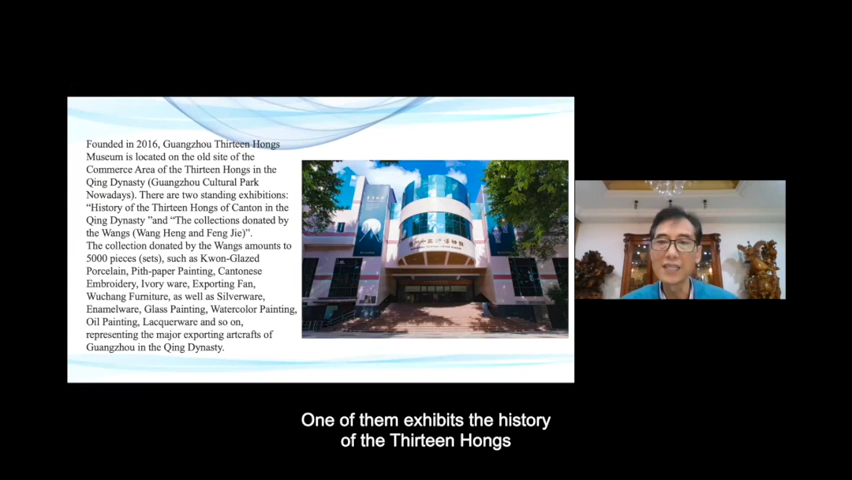 Founded in 2016, Guangzhou Thirteen Hongs
Museum is located on the old site of the
Commerce Area of the Thirteen Hongs in the
Qing Dynasty (Guangzhou Cultural Park
Nowadays). There are two standing exhibitions:
“History of the Thirteen Hongs of Canton in the
Qing Dynasty ”and “The collections donated by
the Wangs (Wang Heng and Feng Jie)”.
The collection donated by the Wangs amounts to
5000 pieces (sets), such as Kwon-Glazed
Porcelain, Pith-paper Painting, Cantonese
Embroidery, Ivory ware, Exporting Fan,
Wuchang Furniture, as well as Silverware,
Enamelware, Glass Painting, Watercolor Painting,
Oil Painting, Lacquerware and so on,
representing the major exporting artcrafts of
Guangzhou in the Qing Dynasty.
One of them exhibits the history
of the Thirteen Hongs